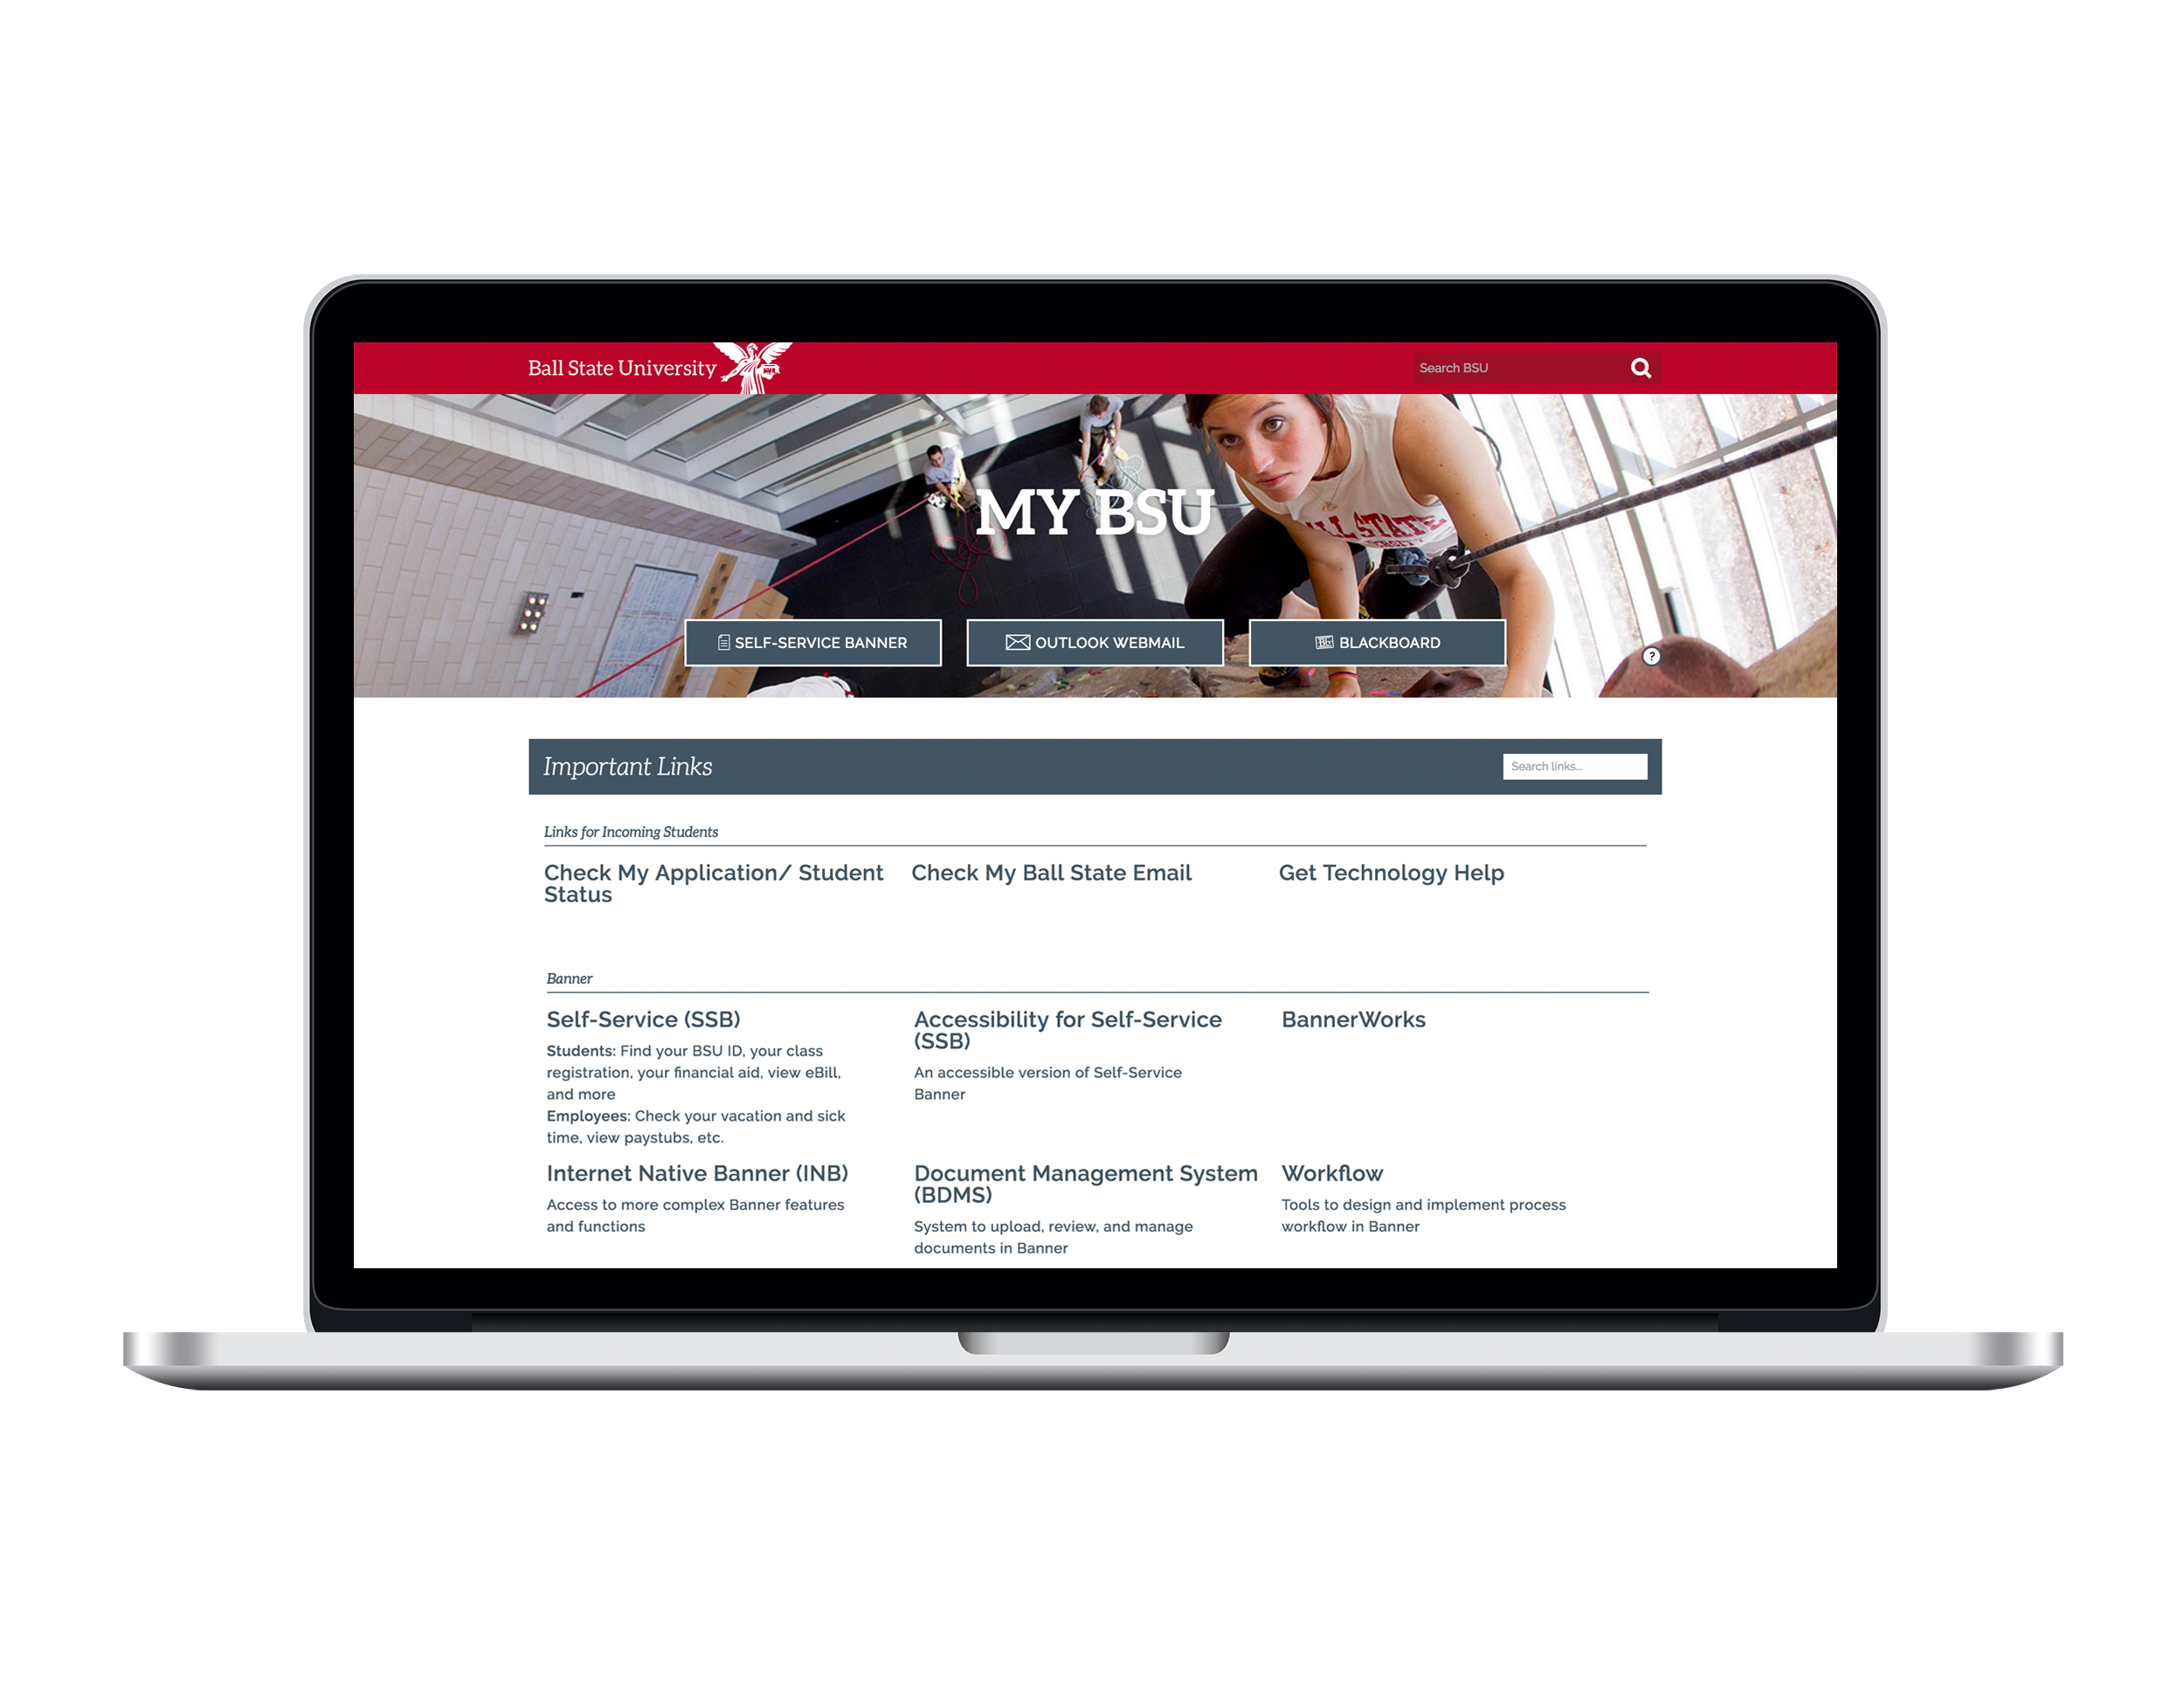 Ball State University
Search BSU
MY BSU
LL STATE
SELF-SERVICE BANNER
OUTLOOK WEBMAIL
BLACKBOARD
?
Important Links
Search links...
Links for Incoming Students
Check My Application/ Student
Status
Check My Ball State Email
Get Technology Help
Banner
Self-Service (SSB)
Students: Find your BSU ID, your class
registration, your financial aid, view eBill,
and more
Employees: Check your vacation and sick
time, view paystubs, etc.
Accessibility for Self-Service
(SSB)
An accessible version of Self-Service
Banner
BannerWorks
Internet Native Banner (INB)
Access to more complex Banner features
and functions
Document Management System
(BDMS)
System to upload, review, and manage
documents in Banner
Workflow
Tools to design and implement process
workflow in Banner